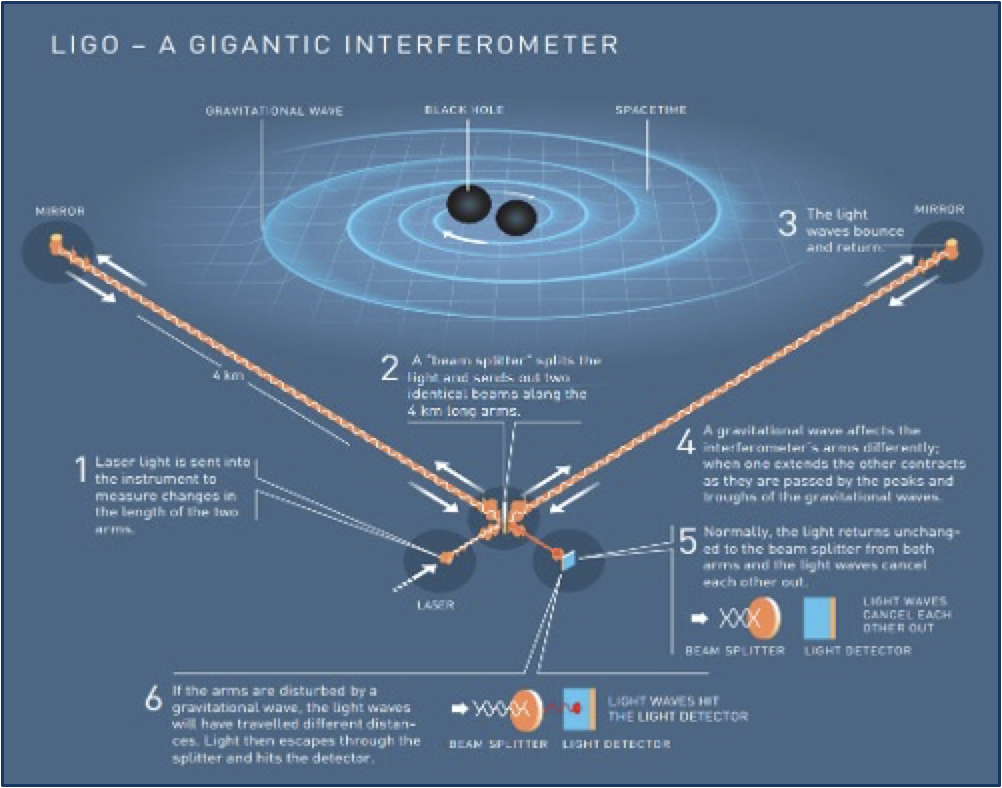 LIGO – A GIGANTIC INTERFEROMETER
GRAVITATIONAL WAVE
BLACK HOLE
SPACETIME
MIRROR
MIRROR
3 The light
waves bounce
and return.
4 km
2 A "beam splitter" splits the
light and sends out two
identical beams along the
4 km long arms.
1 Laser light is sent into
the instrument to
measure changes in
the length of the two
arms.
4 A gravitational wave affects the
interferometer's arms differently;
when one extends the other contracts
as they are passed by the peaks and
troughs of the gravitational waves.
5 Normally, the light returns unchang-
ed to the beam splitter from both
arms and the light waves cancel
each other out.
LIGHT WAVES
CANCEL EACH
OTHER OUT
BEAM SPLITTER
LIGHT DETECTOR
LASER
6 If the arms are disturbed by a
gravitational wave, the light waves
will have travelled different distan-
ces. Light then escapes through the
splitter and hits the detector.
LIGHT WAVES HIT
THE LIGHT DETECTOR
BEAM SPLITTER
LIGHT DETECTOR